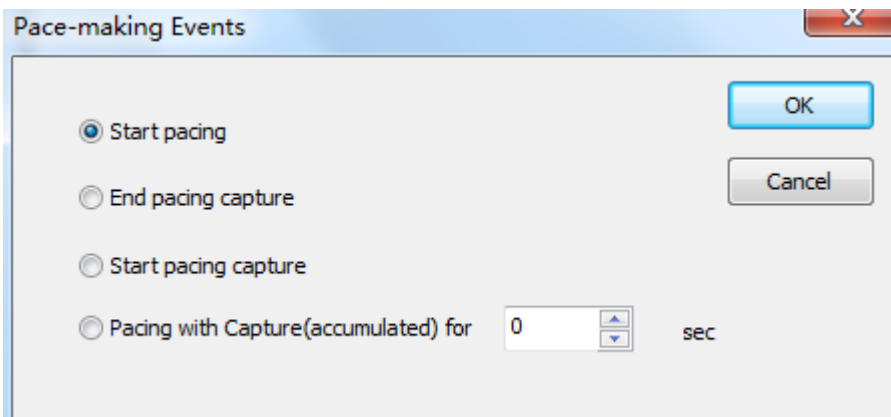 Pace-making Events
X
OK
Start pacing
Cancel
End pacing capture
Start pacing capture
Pacing with Capture(accumulated) for 0 sec